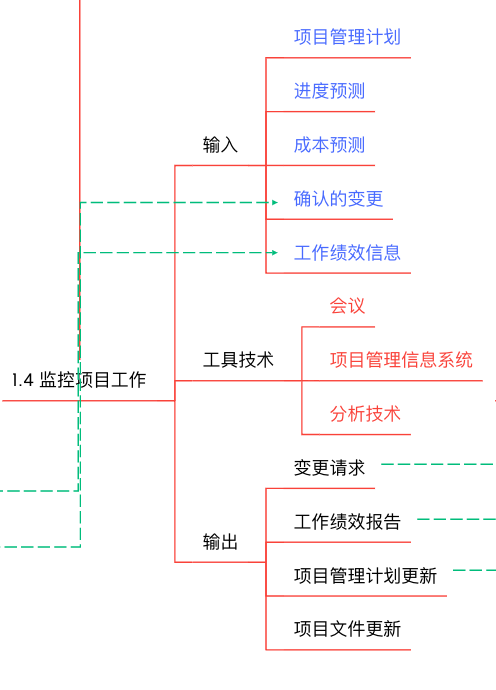 项目管理计划
进度预测
输入
成本预测
确认的变更
工作绩效信息
会议
工具技术
项目管理信息系统
1.4 监控项目工作
分析技术
变更请求
工作绩效报告
输出
项目管理计划更新
项目文件更新